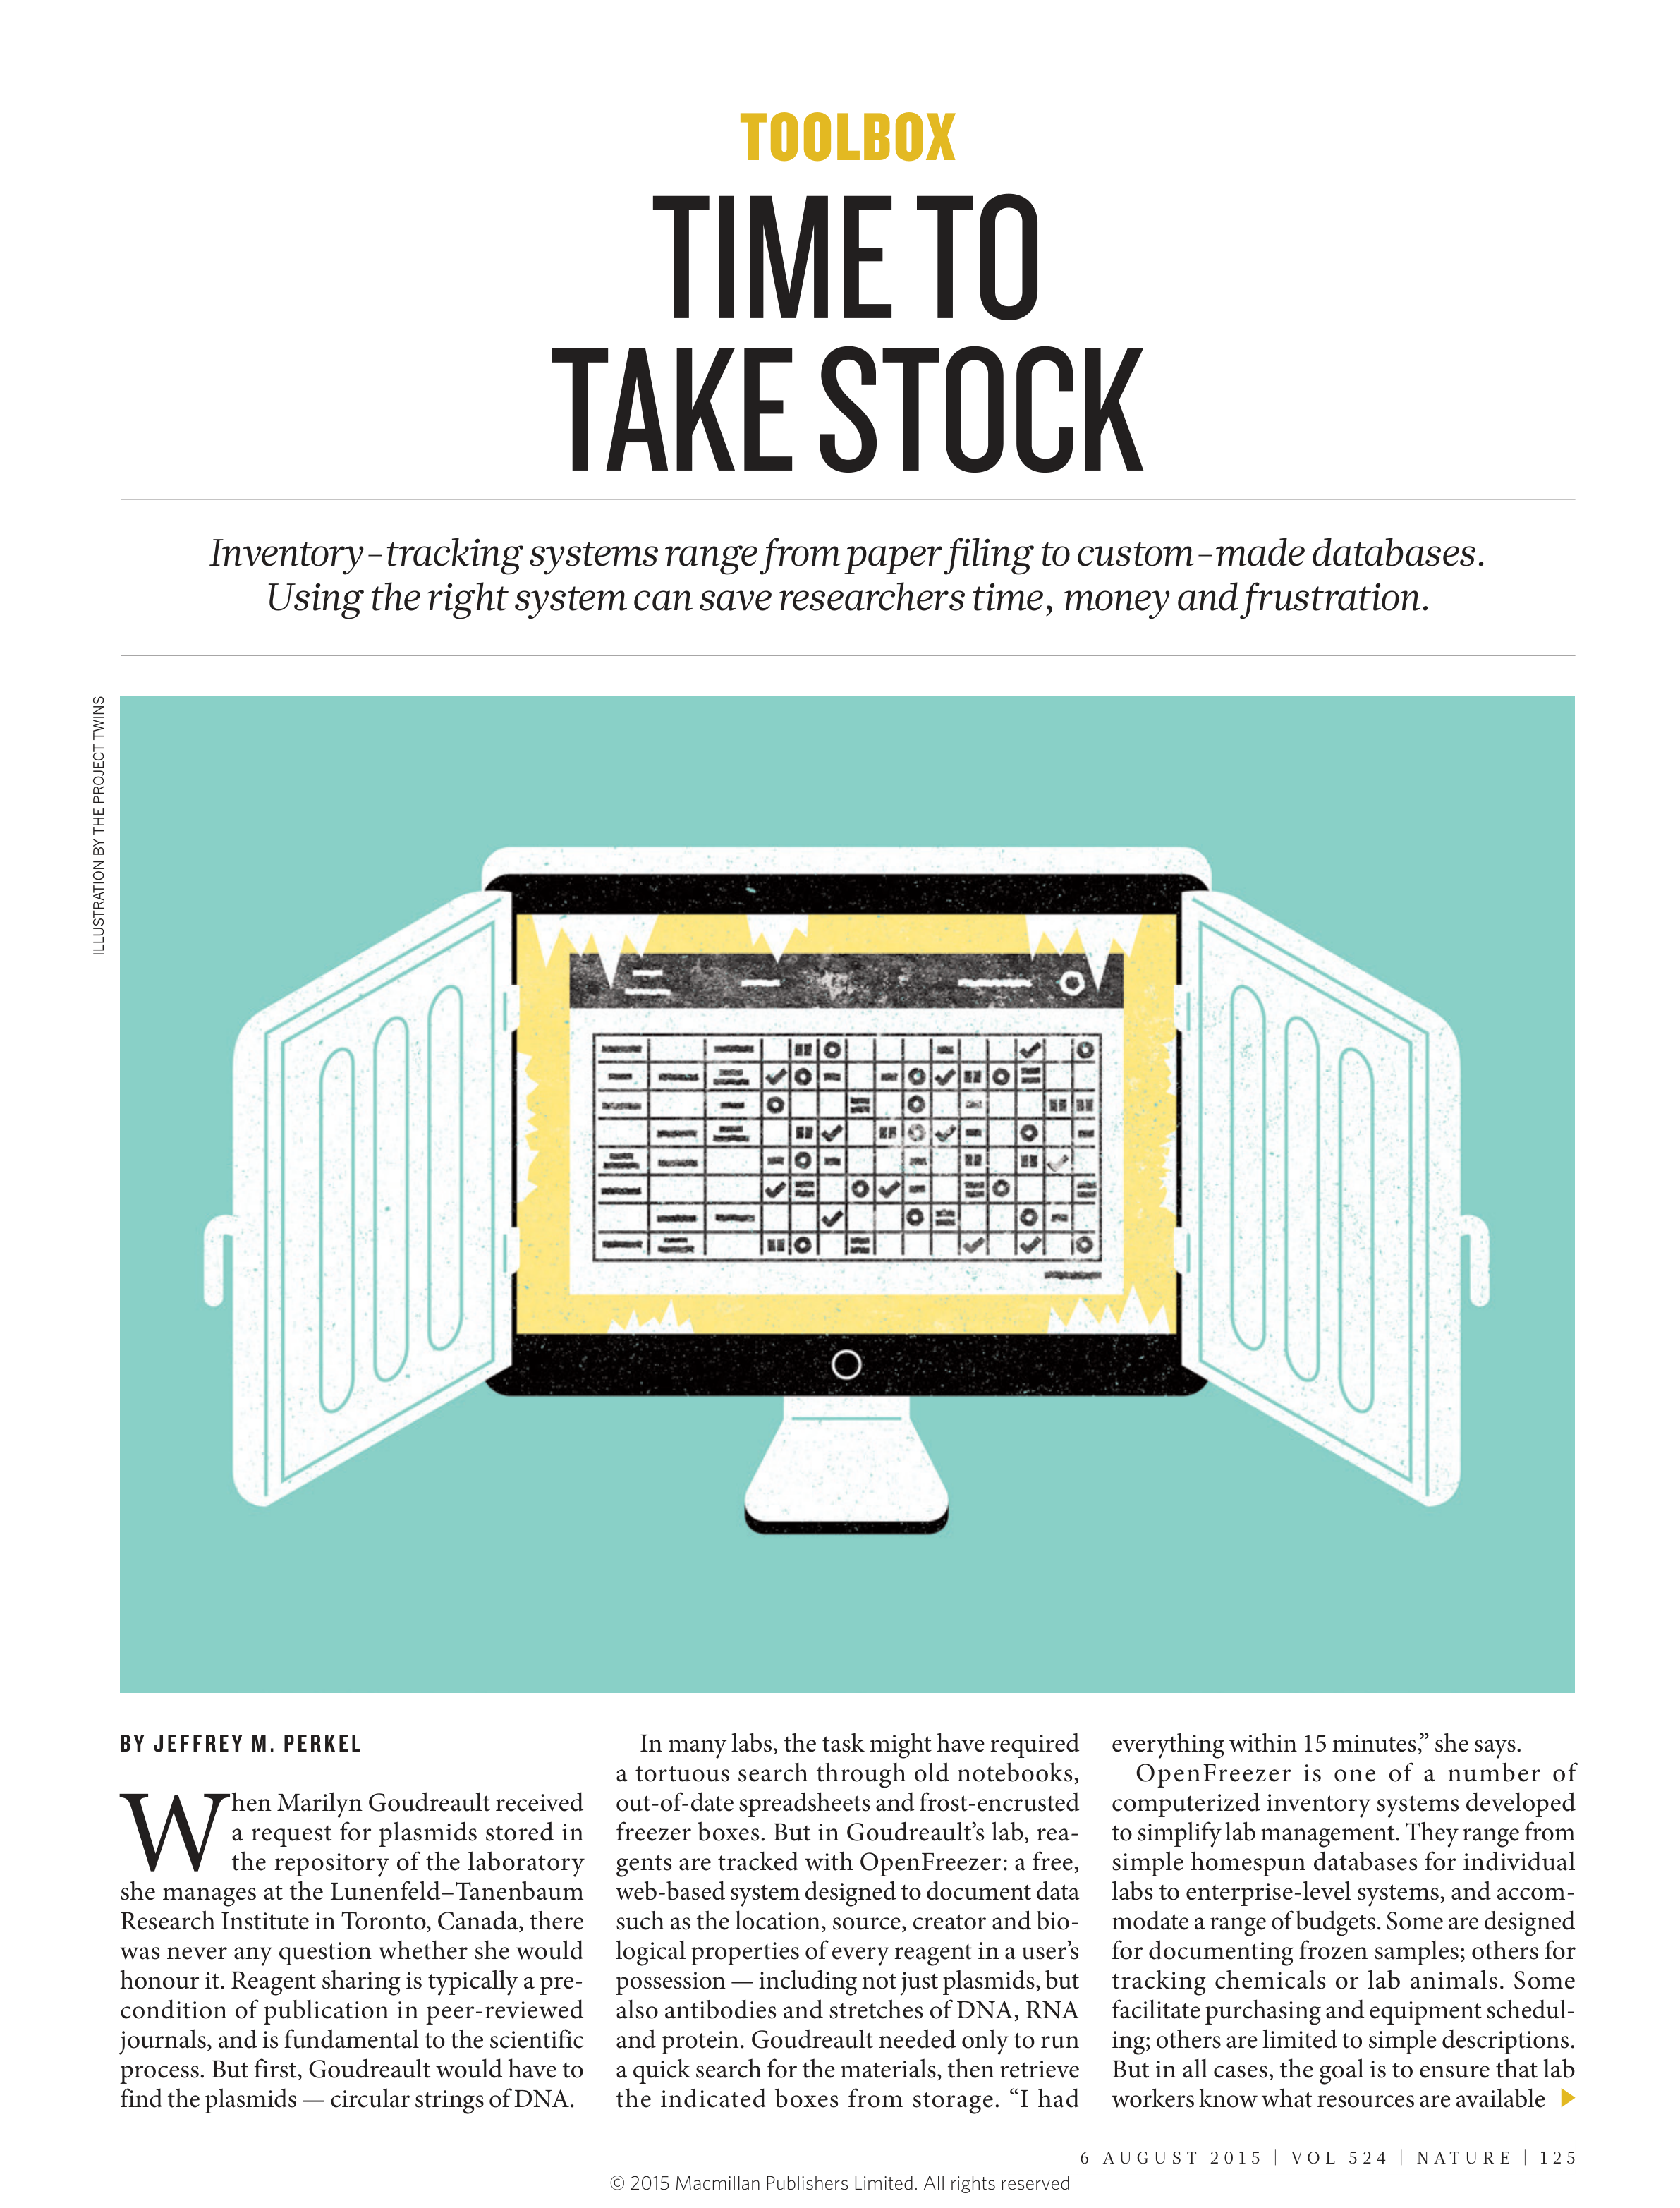 TOOLBOX
TIME TO
TAKE STOCK
Inventory-tracking systems range from paper filing to custom-made databases.
Using the right system can save researchers time, money and frustration.
ILLUSTRATION BY THE PROJECT TWINS
BY JEFFREY M. PERKEL
When Marilyn Goudreault received
a request for plasmids stored in
the repository of the laboratory
she manages at the Lunenfeld–Tanenbaum
Research Institute in Toronto, Canada, there
was never any question whether she would
honour it. Reagent sharing is typically a pre-
condition of publication in peer-reviewed
journals, and is fundamental to the scientific
process. But first, Goudreault would have to
find the plasmids — circular strings of DNA.
In many labs, the task might have required
a tortuous search through old notebooks,
out-of-date spreadsheets and frost-encrusted
freezer boxes. But in Goudreault’s lab, rea-
gents are tracked with OpenFreezer: a free,
web-based system designed to document data
such as the location, source, creator and bio-
logical properties of every reagent in a user’s
possession — including not just plasmids, but
also antibodies and stretches of DNA, RNA
and protein. Goudreault needed only to run
a quick search for the materials, then retrieve
the indicated boxes from storage. “I had
everything within 15 minutes,” she says.
OpenFreezer is one of a number of
computerized inventory systems developed
to simplify lab management. They range from
simple homespun databases for individual
labs to enterprise-level systems, and accom-
modate a range of budgets. Some are designed
for documenting frozen samples; others for
tracking chemicals or lab animals. Some
facilitate purchasing and equipment schedul-
ing; others are limited to simple descriptions.
But in all cases, the goal is to ensure that lab
workers know what resources are available
6 AUGUST 2015 | VOL 524 | NATURE | 125
© 2015 Macmillan Publishers Limited. All rights reserved